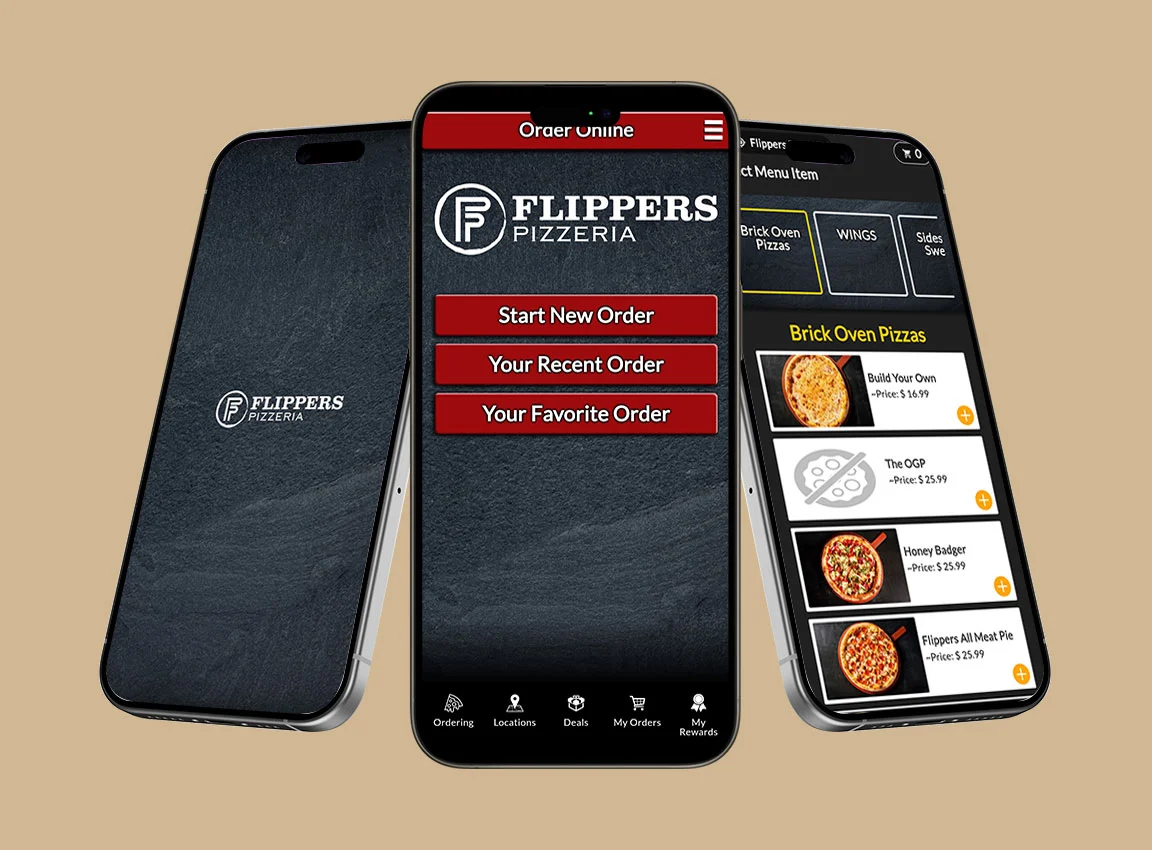 FLIPPERS
PIZZERIA
Order Online
FLIPPERS
PIZZERIA
Start New Order
Your Recent Order
Your Favorite Order
Ordering
Locations
Deals
My Orders
My
Rewards
Flippers
0
ct Menu Item
Brick Oven
Pizzas
WINGS
Sides
Swe
Brick Oven Pizzas
Build Your Own
~Price: $ 16.99
The OGP
~Price: $ 25.99
Honey Badger
~Price: $ 25.99
Flippers All Meat Pie
~Price: $ 25.99